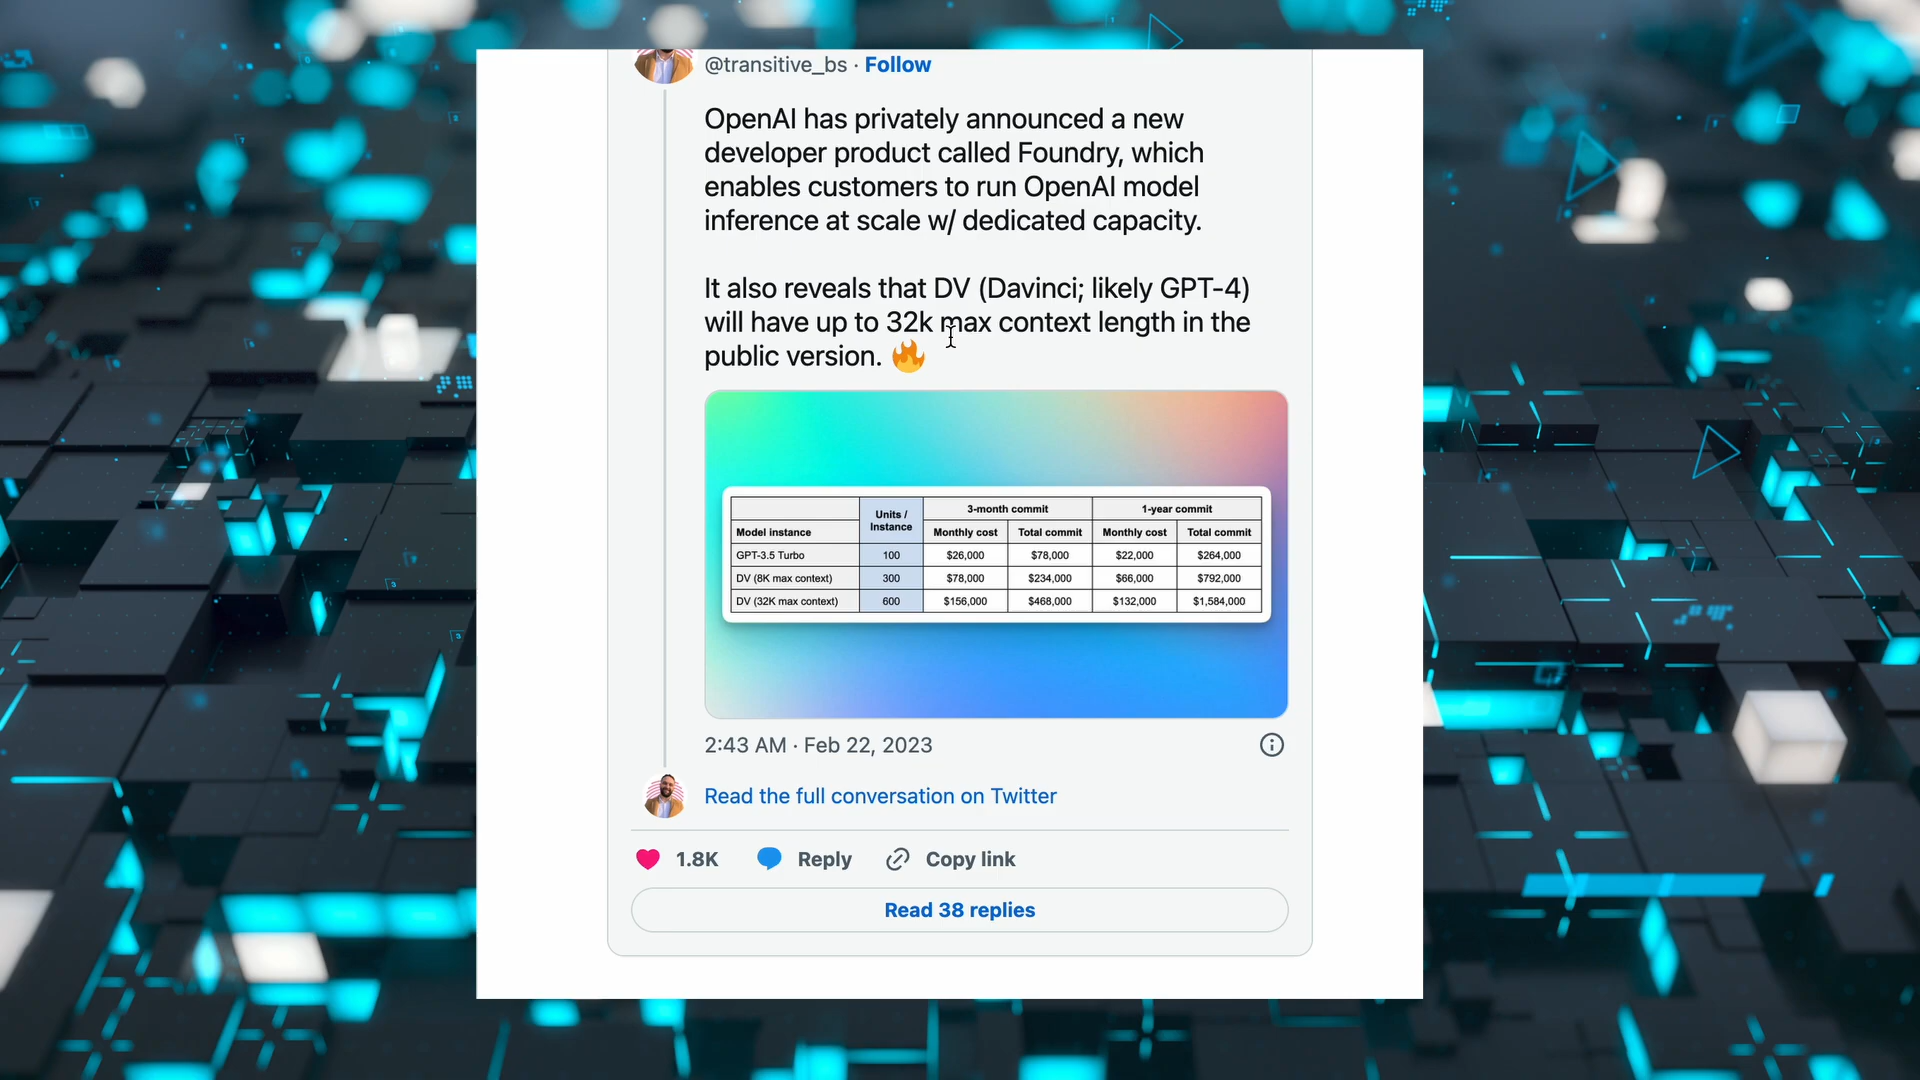 @transitive_bs · Follow
OpenAI has privately announced a new
developer product called Foundry, which
enables customers to run OpenAI model
inference at scale w/ dedicated capacity.
It also reveals that DV (Davinci; likely GPT-4)
will have up to 32k max context length in the
public version. 🔥
Units / Instance 3-month commit 1-year commit
Model instance Monthly cost Total commit Monthly cost Total commit
GPT-3.5 Turbo 100 $26,000 $78,000 $22,000 $264,000
DV (8K max context) 300 $78,000 $234,000 $66,000 $792,000
DV (32K max context) 600 $156,000 $468,000 $132,000 $1,584,000
2:43 AM · Feb 22, 2023
Read the full conversation on Twitter
1.8K Reply Copy link
Read 38 replies